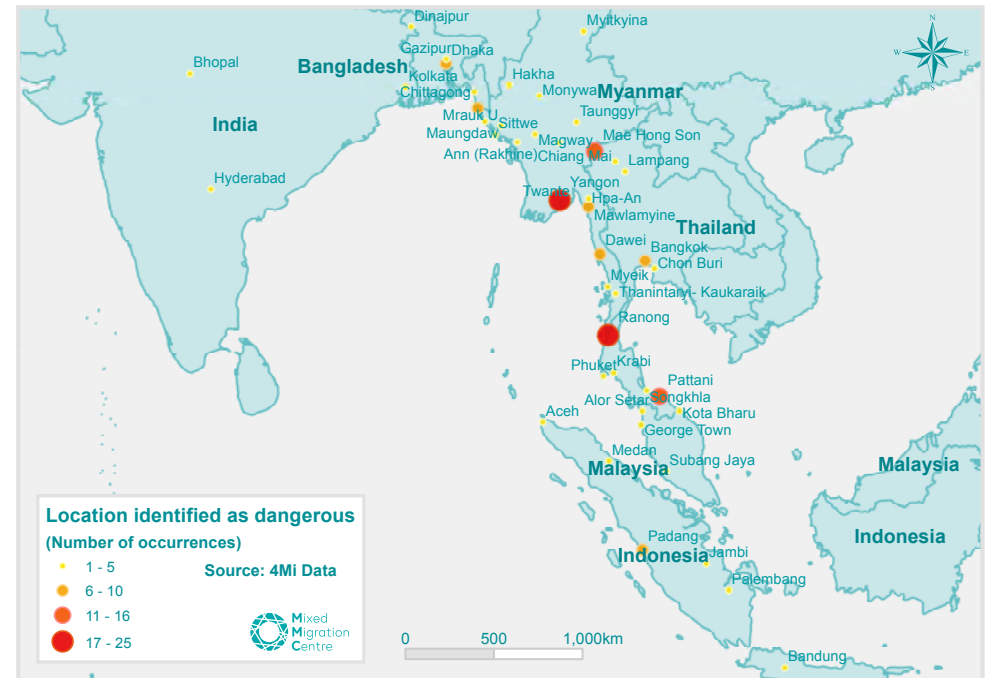 Dinajpur
Myitkyina
N
W
E
S
Gazipur
Dhaka
Bhopal
Bangladesh
Kolkata
Hakha
Chittagong
Monywa
Myanmar
India
Mrauk U
Sittwe
Taunggyi
Maungdaw
Magway
Mae Hong Son
Ann (Rakhine)
Chiang Mai
Lampang
Hyderabad
Yangon
Twante
Hpa-An
Mawlamyine
Thailand
Dawei
Bangkok
Chon Buri
Myeik
Thanintaryi- Kaukaraik
Ranong
Phuket
Krabi
Pattani
Alor Setar
Songkhla
Aceh
Kota Bharu
George Town
Medan
Subang Jaya
Malaysia
Malaysia
Indonesia
Padang
Indonesia
Jambi
Palembang
Bandung
Location identified as dangerous
(Number of occurrences)
1 - 5
Source: 4Mi Data
6 - 10
11 - 16
17 - 25
Mixed
Migration
Centre
0 500 1,000km